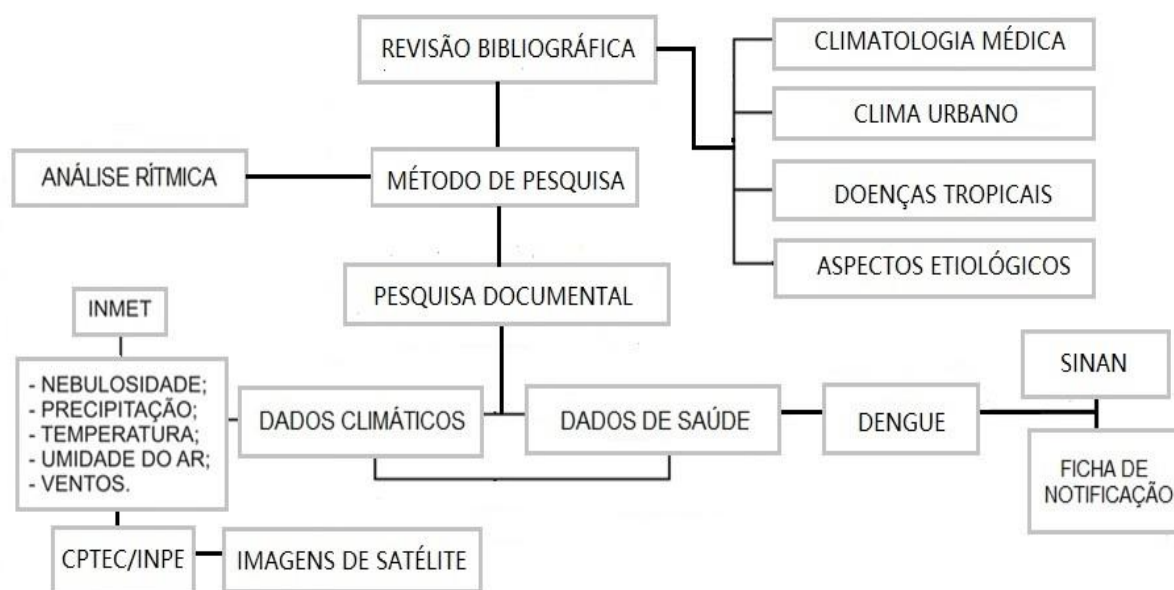 REVISÃO BIBLIOGRÁFICA
CLIMATOLOGIA MÉDICA
CLIMA URBANO
DOENÇAS TROPICAIS
ASPECTOS ETIOLÓGICOS
ANÁLISE RÍTMICA
MÉTODO DE PESQUISA
PESQUISA DOCUMENTAL
INMET
- NEBULOSIDADE;
- PRECIPITAÇÃO;
- TEMPERATURA;
- UMIDADE DO AR;
- VENTOS.
DADOS CLIMÁTICOS
DADOS DE SAÚDE
DENGUE
SINAN
FICHA DE
NOTIFICAÇÃO
CPTEC/INPE
IMAGENS DE SATÉLITE